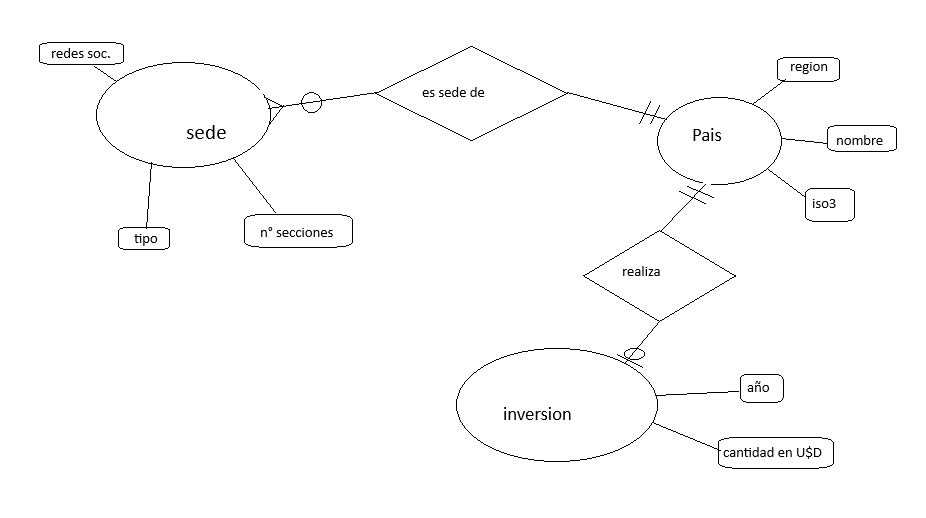 redes soc.
sede
es sede de
region
Pais
nombre
iso3
tipo
n° secciones
realiza
inversion
año
cantidad en U$D